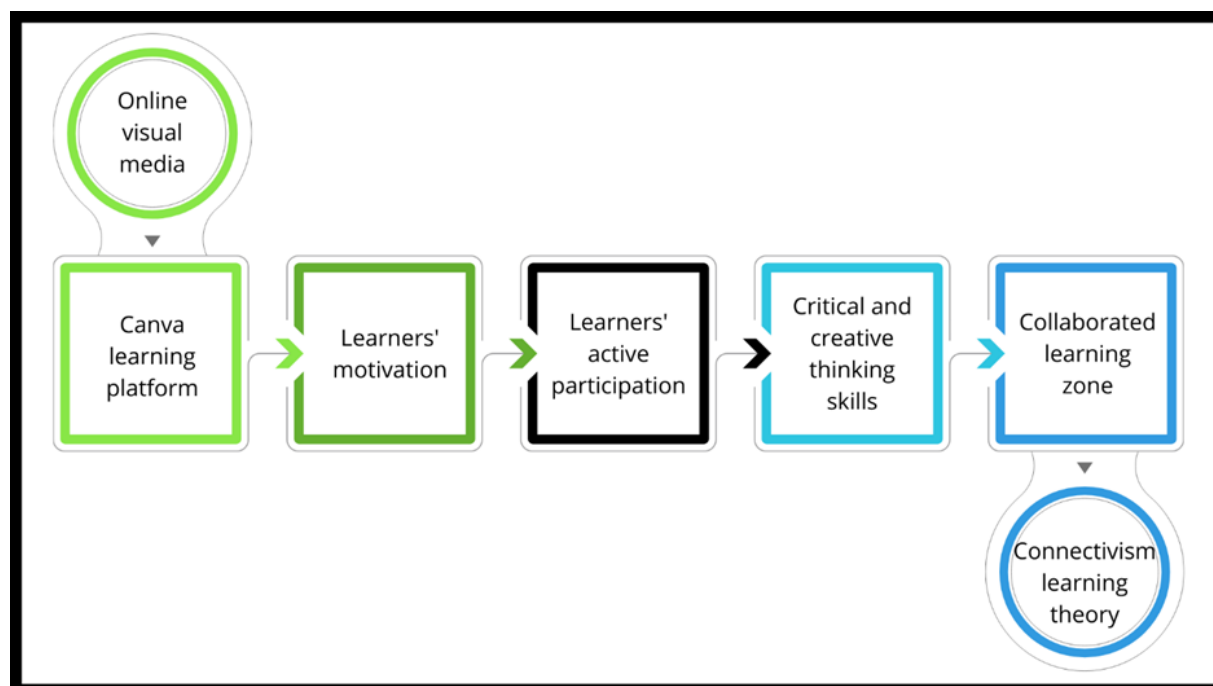 Online
visual
media
Canva
learning
platform
Learners'
motivation
Learners'
active
participation
Critical and
creative
thinking
skills
Collaborated
learning
zone
Connectivism
learning
theory